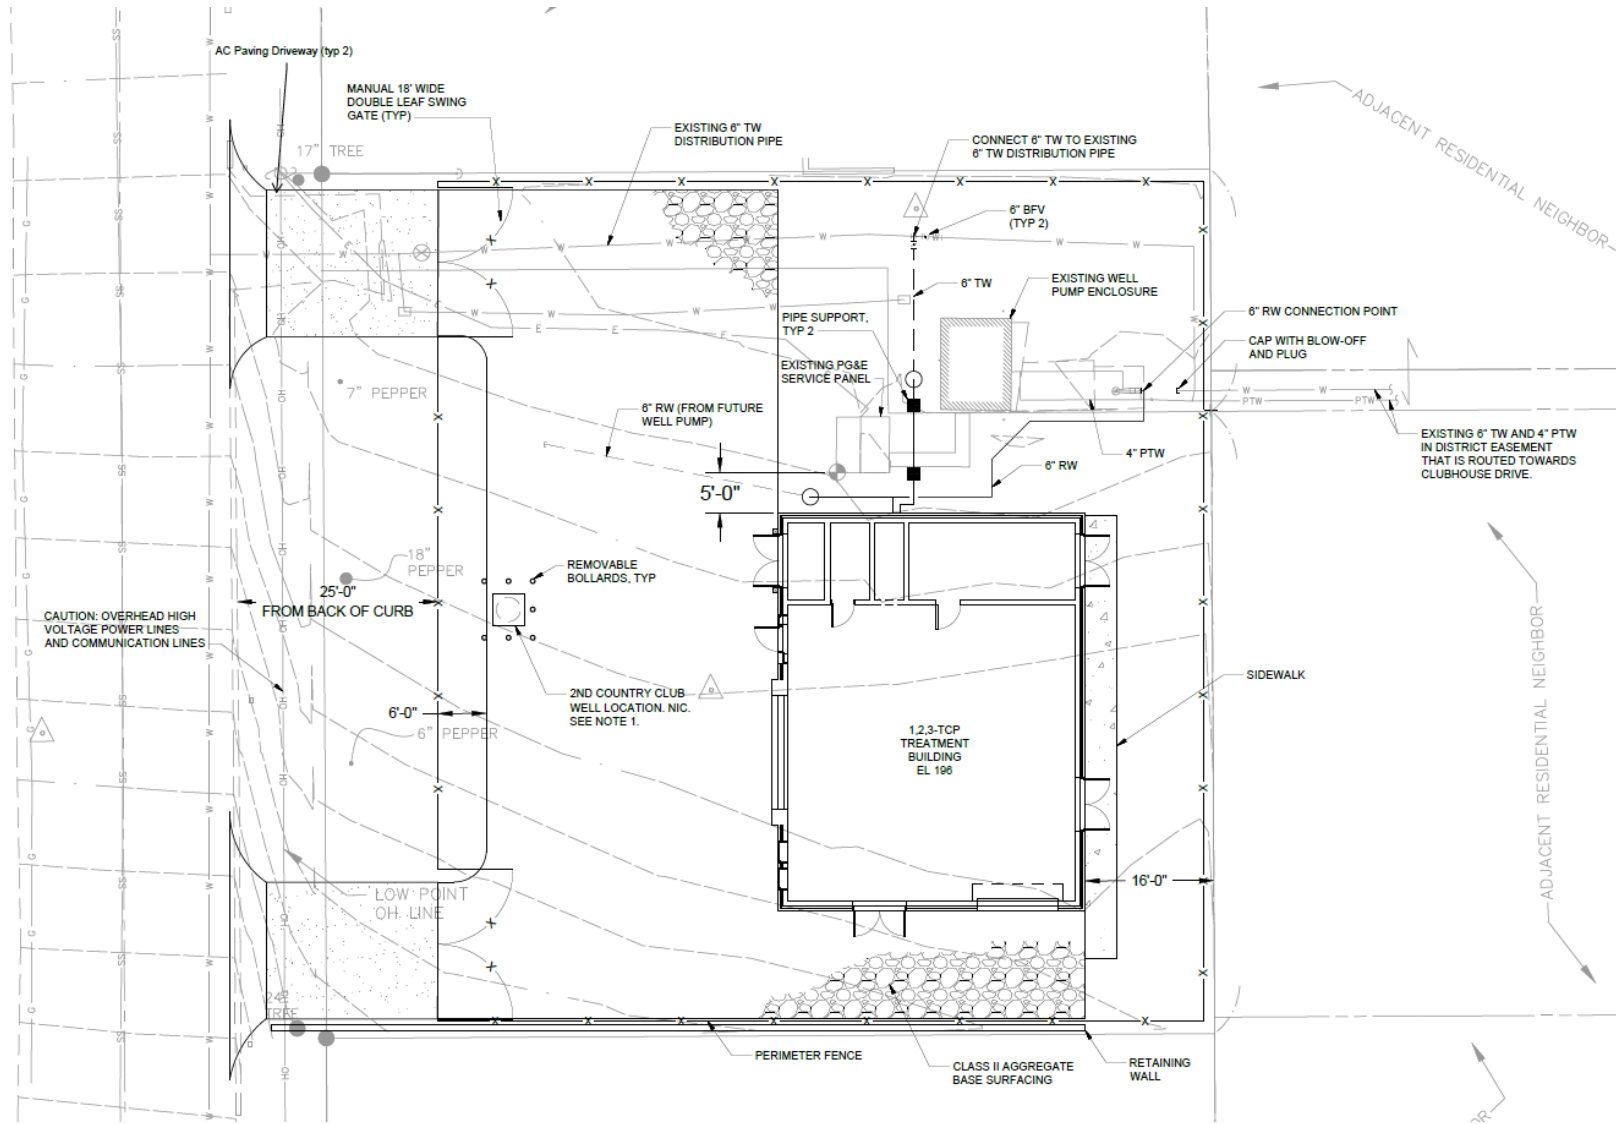 AC Paving Driveway (typ 2)
MANUAL 18' WIDE
DOUBLE LEAF SWING
GATE (TYP)
17" TREE
EXISTING 6" TW
DISTRIBUTION PIPE
CONNECT 6" TW TO EXISTING
6" TW DISTRIBUTION PIPE
ADJACENT RESIDENTIAL NEIGHBOR
6" BFV
(TYP 2)
6" TW
EXISTING WELL
PUMP ENCLOSURE
PIPE SUPPORT,
TYP 2
6" RW CONNECTION POINT
CAP WITH BLOW-OFF
AND PLUG
EXISTING PG&E
SERVICE PANEL
7" PEPPER
6" RW (FROM FUTURE
WELL PUMP)
4" PTW
6" RW
EXISTING 6" TW AND 4" PTW
IN DISTRICT EASEMENT
THAT IS ROUTED TOWARDS
CLUBHOUSE DRIVE.
5'-0"
18"
PEPPER
REMOVABLE
BOLLARDS, TYP
25'-0"
FROM BACK OF CURB
CAUTION: OVERHEAD HIGH
VOLTAGE POWER LINES
AND COMMUNICATION LINES
2ND COUNTRY CLUB
WELL LOCATION. NIC.
SEE NOTE 1.
SIDEWALK
ADJACENT RESIDENTIAL NEIGHBOR
6'-0"
6" PEPPER
1,2,3-TCP
TREATMENT
BUILDING
EL 196
16'-0"
LOW POINT
OH LINE
24"
TREE
PERIMETER FENCE
CLASS II AGGREGATE
BASE SURFACING
RETAINING
WALL